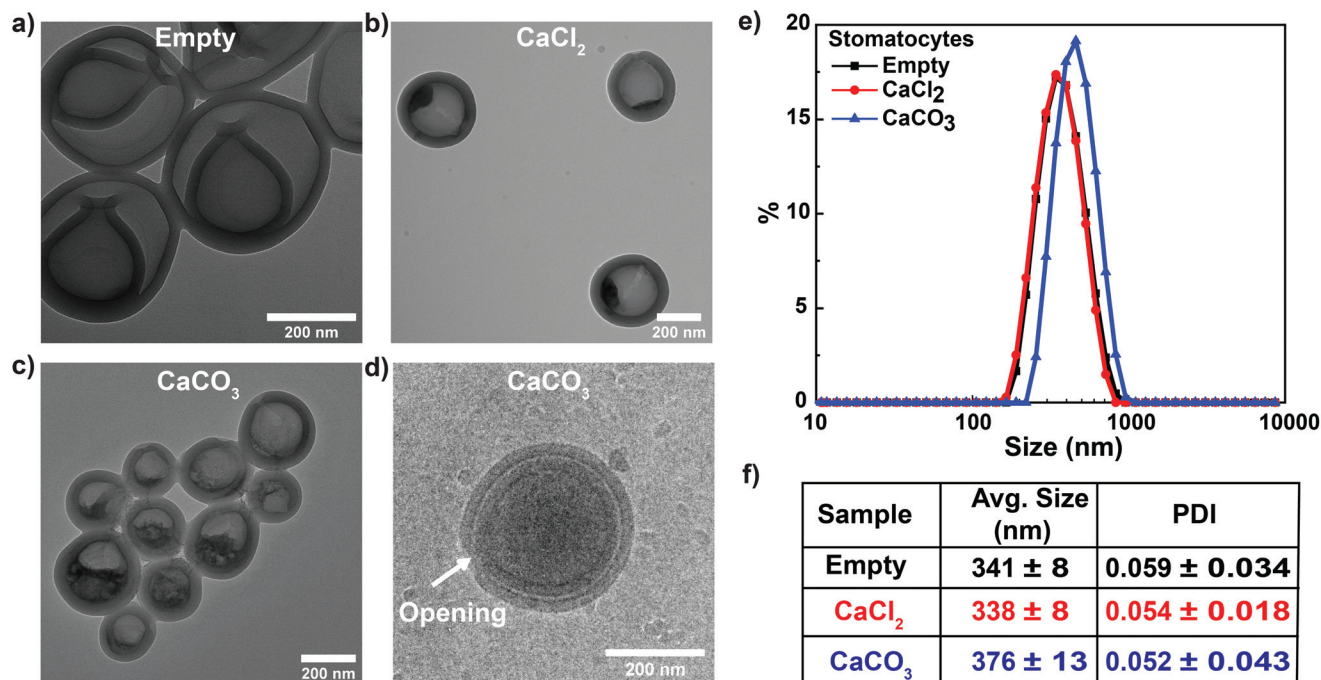 a)
Empty
200 nm
b)
CaCl₂
200 nm
c)
CaCO₃
200 nm
d)
CaCO₃
Opening
200 nm
e)
20
15
10
5
0
%
Stomatocytes
Empty
CaCl₂
CaCO₃
10 100 1000 10000
Size (nm)
f)
Sample Avg. Size (nm) PDI
Empty 341 ± 8 0.059 ± 0.034
CaCl₂ 338 ± 8 0.054 ± 0.018
CaCO₃ 376 ± 13 0.052 ± 0.043